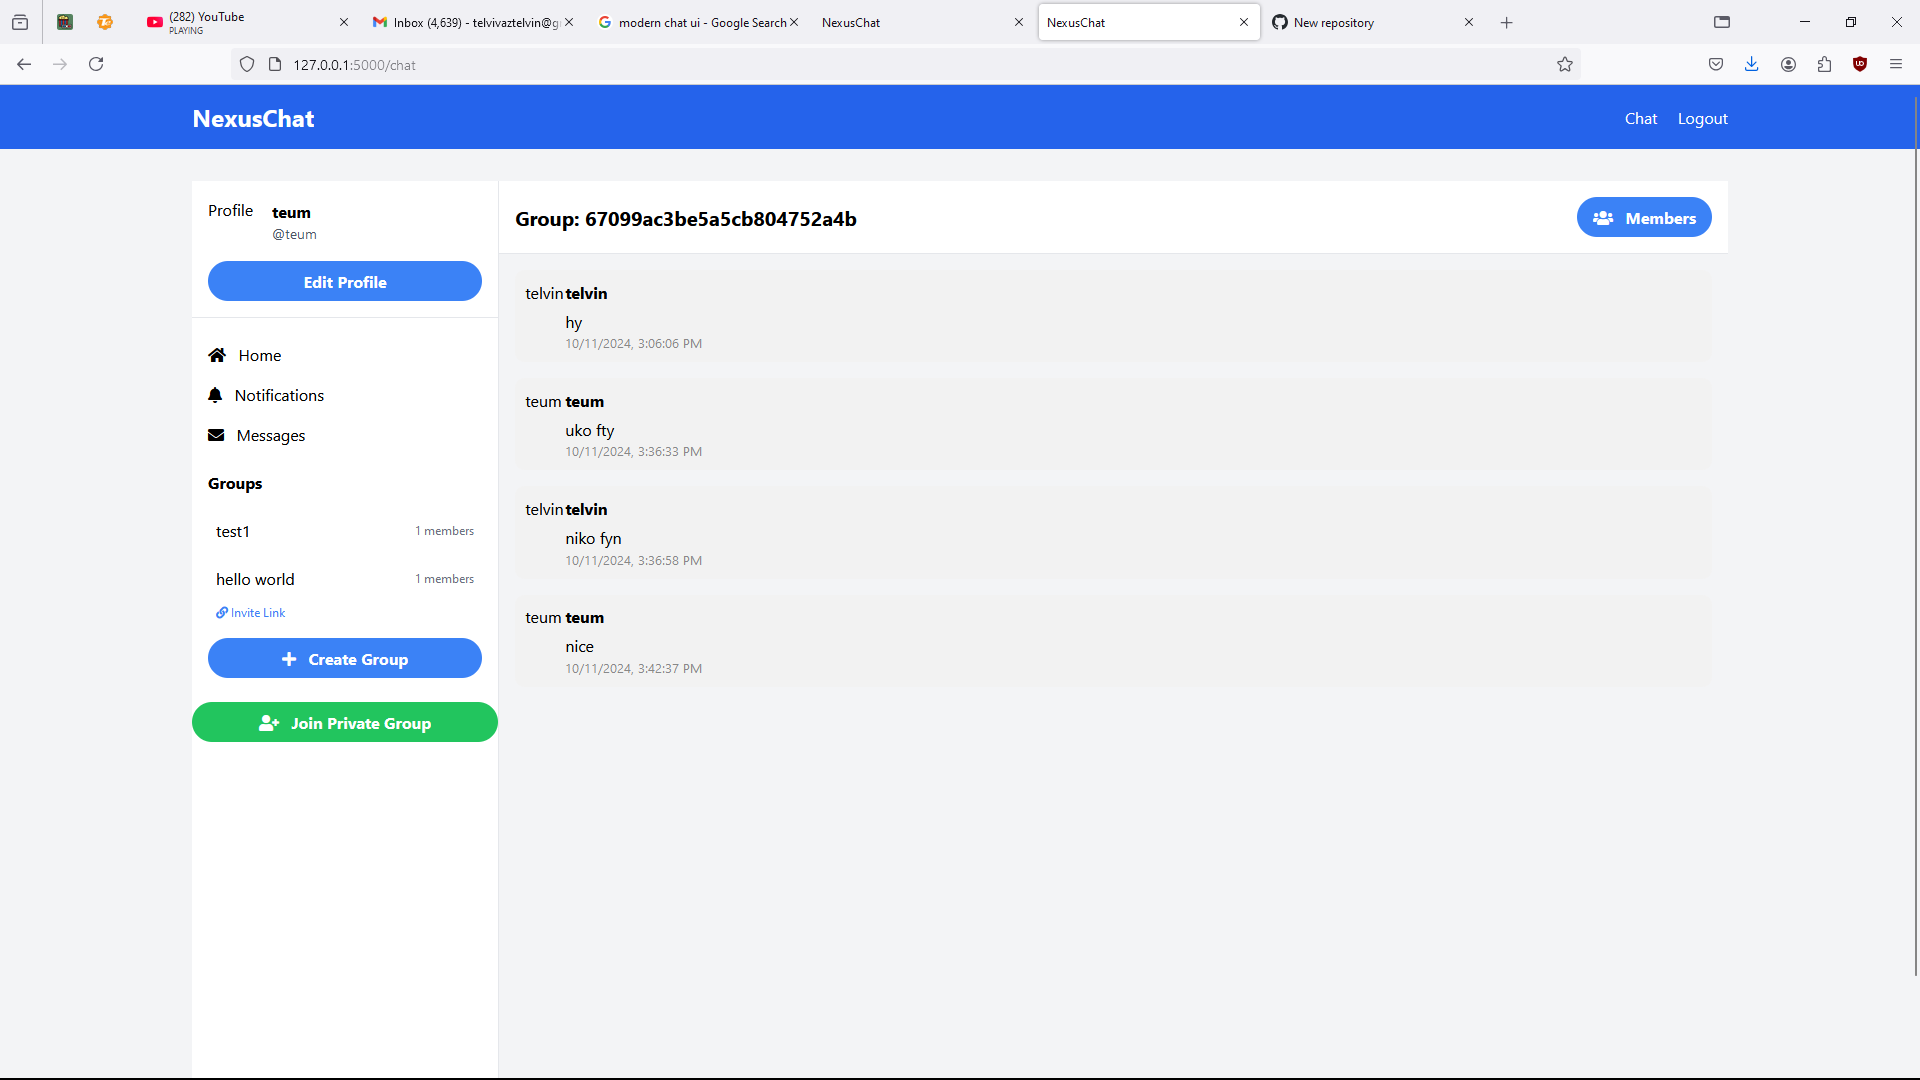 (282) YouTube
PLAYING
Inbox (4,639) - telvivaztelvin@g
modern chat ui - Google Search
NexusChat
NexusChat
New repository
127.0.0.1:5000/chat
NexusChat
Chat
Logout
Profile
teum
@teum
Edit Profile
Home
Notifications
Messages
Groups
test1
1 members
hello world
1 members
Invite Link
Create Group
Join Private Group
Group: 67099ac3be5a5cb804752a4b
Members
telvin telvin
hy
10/11/2024, 3:06:06 PM
teum teum
uko fty
10/11/2024, 3:36:33 PM
telvin telvin
niko fyn
10/11/2024, 3:36:58 PM
teum teum
nice
10/11/2024, 3:42:37 PM